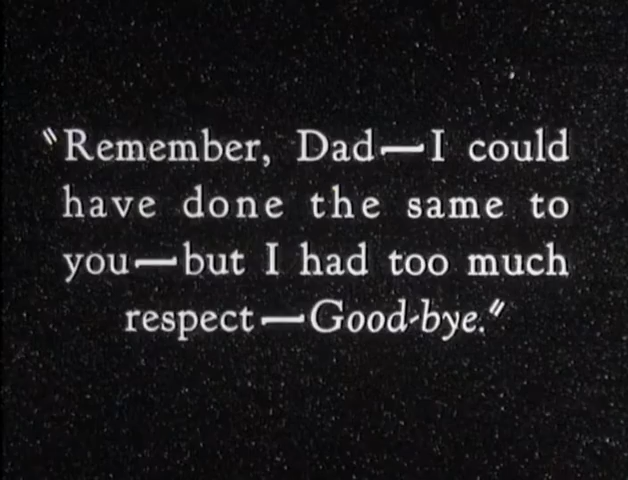 "Remember, Dad—I could
have done the same to
you—but I had too much
respect—Good-bye."